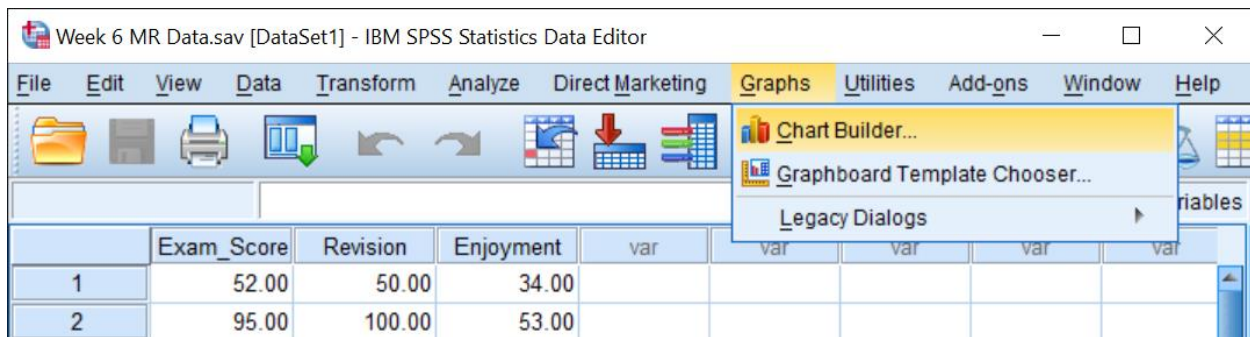 Week 6 MR Data.sav [DataSet1] - IBM SPSS Statistics Data Editor
File Edit View Data Transform Analyze Direct Marketing Graphs Utilities Add-ons Window Help
Chart Builder...
Graphboard Template Chooser...
Legacy Dialogs
riables
Exam_Score Revision Enjoyment var var var var var
1 52.00 50.00 34.00
2 95.00 100.00 53.00